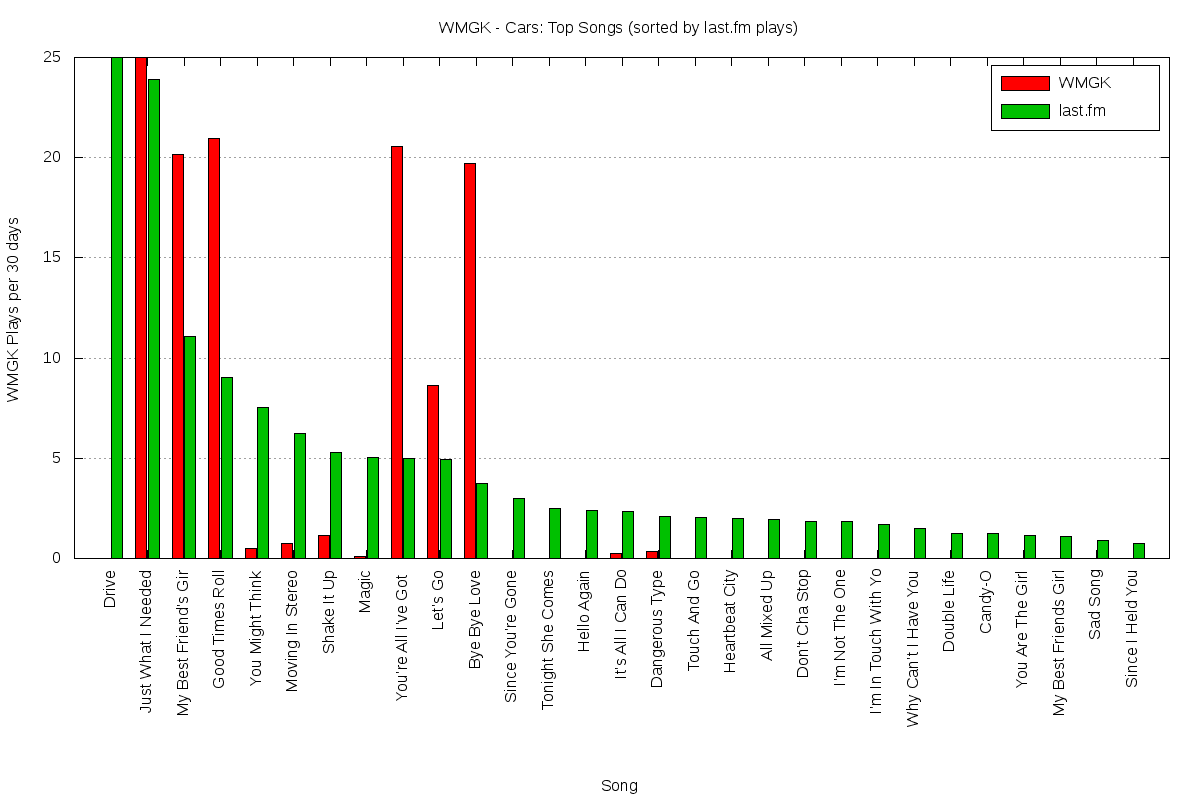 WMGK - Cars: Top Songs (sorted by last.fm plays)
WMGK
last.fm
WMGK Plays per 30 days
25
20
15
10
5
0
Drive
Just What I Needed
My Best Friend's Gir
Good Times Roll
You Might Think
Moving In Stereo
Shake It Up
Magic
You're All I've Got
Let's Go
Bye Bye Love
Since You're Gone
Tonight She Comes
Hello Again
It's All I Can Do
Dangerous Type
Touch And Go
Heartbeat City
All Mixed Up
Don't Cha Stop
I'm Not The One
I'm In Touch With Yo
Why Can't I Have You
Double Life
Candy-O
You Are The Girl
My Best Friends Girl
Sad Song
Since I Held You
Song